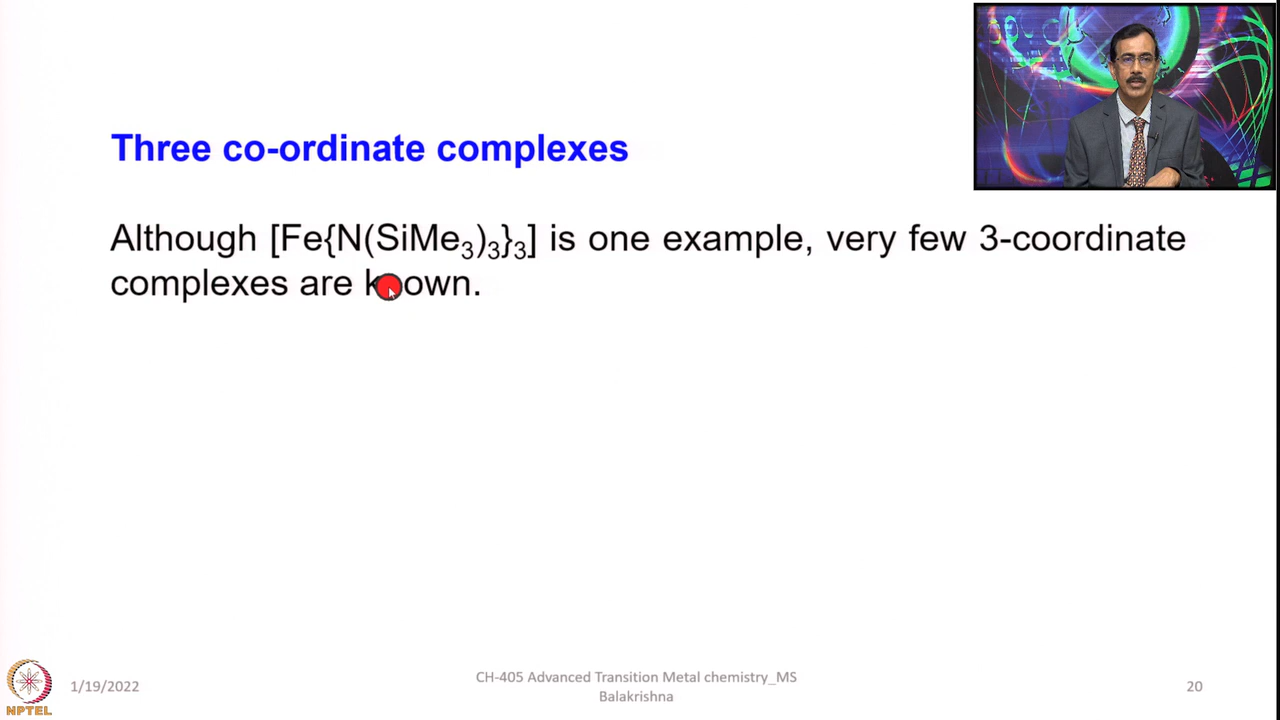 Three co-ordinate complexes
Although [Fe{N(SiMe₃)₃}₃] is one example, very few 3-coordinate
complexes are known.
NPTEL
1/19/2022
CH-405 Advanced Transition Metal chemistry_MS
Balakrishna
20